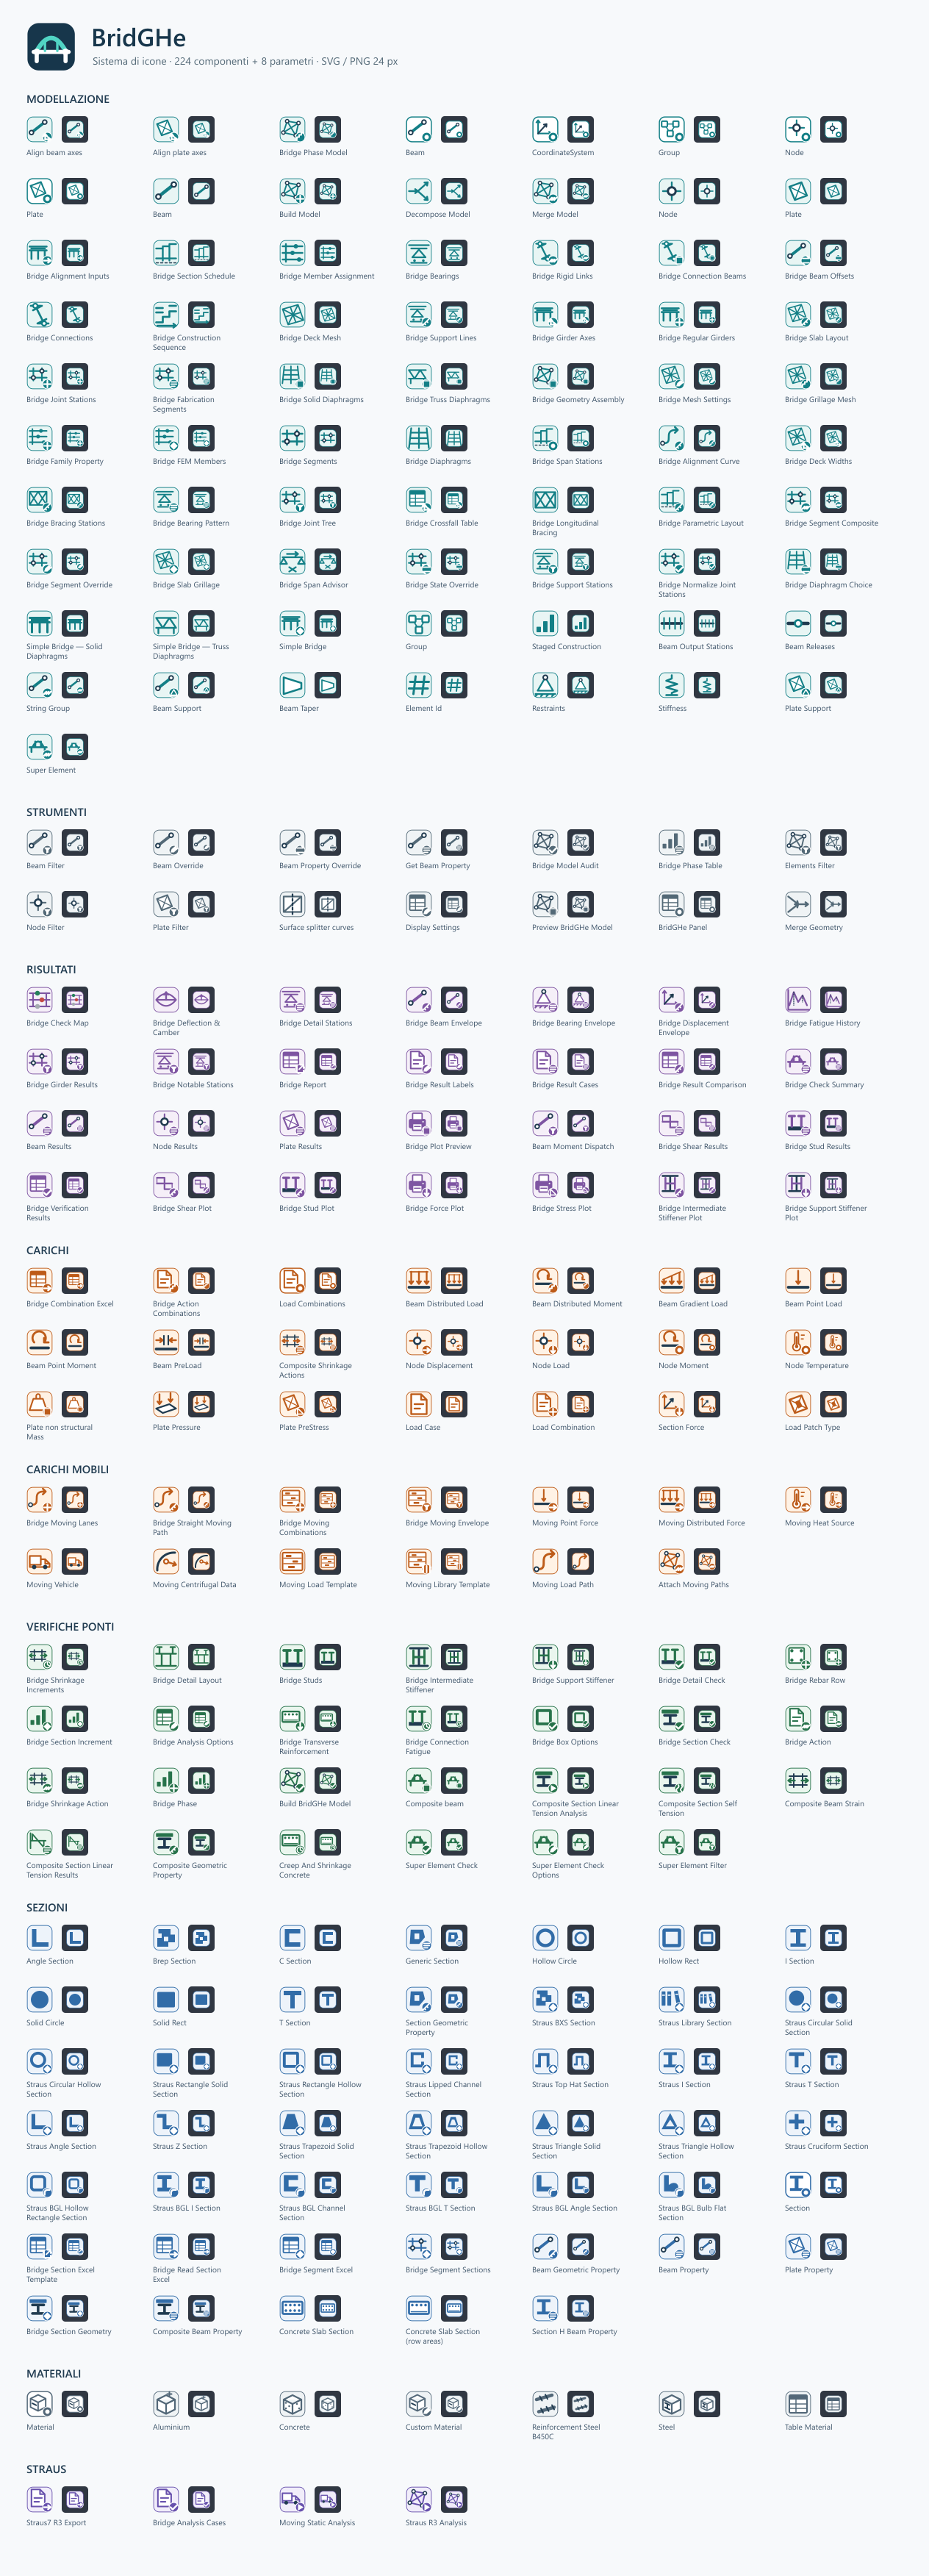 BridGHe
Sistema di icone · 224 componenti + 8 parametri · SVG / PNG 24 px
MODELLAZIONE
Align beam axes
Align plate axes
Bridge Phase Model
Beam
CoordinateSystem
Group
Node
Plate
Beam
Build Model
Decompose Model
Merge Model
Node
Plate
Bridge Alignment Inputs
Bridge Section Schedule
Bridge Member Assignment
Bridge Bearings
Bridge Rigid Links
Bridge Connection Beams
Bridge Beam Offsets
Bridge Connections
Bridge Construction
Sequence
Bridge Deck Mesh
Bridge Support Lines
Bridge Girder Axes
Bridge Regular Girders
Bridge Slab Layout
Bridge Joint Stations
Bridge Fabrication
Segments
Bridge Solid Diaphragms
Bridge Truss Diaphragms
Bridge Geometry Assembly
Bridge Mesh Settings
Bridge Grillage Mesh
Bridge Family Property
Bridge FEM Members
Bridge Segments
Bridge Diaphragms
Bridge Span Stations
Bridge Alignment Curve
Bridge Deck Widths
Bridge Bracing Stations
Bridge Bearing Pattern
Bridge Joint Tree
Bridge Crossfall Table
Bridge Longitudinal
Bracing
Bridge Parametric Layout
Bridge Segment Composite
Bridge Segment Override
Bridge Slab Grillage
Bridge Span Advisor
Bridge State Override
Bridge Support Stations
Bridge Normalize Joint
Stations
Bridge Diaphragm Choice
Simple Bridge — Solid
Diaphragms
Simple Bridge — Truss
Diaphragms
Simple Bridge
Group
Staged Construction
Beam Output Stations
Beam Releases
String Group
Beam Support
Beam Taper
Element Id
Restraints
Stiffness
Plate Support
Super Element
STRUMENTI
Beam Filter
Beam Override
Beam Property Override
Get Beam Property
Bridge Model Audit
Bridge Phase Table
Elements Filter
Node Filter
Plate Filter
Surface splitter curves
Display Settings
Preview BridGHe Model
BridGHe Panel
Merge Geometry
RISULTATI
Bridge Check Map
Bridge Deflection &
Camber
Bridge Detail Stations
Bridge Beam Envelope
Bridge Bearing Envelope
Bridge Displacement
Envelope
Bridge Fatigue History
Bridge Girder Results
Bridge Notable Stations
Bridge Report
Bridge Result Labels
Bridge Result Cases
Bridge Result Comparison
Bridge Check Summary
Beam Results
Node Results
Plate Results
Bridge Plot Preview
Beam Moment Dispatch
Bridge Shear Results
Bridge Stud Results
Bridge Verification
Results
Bridge Shear Plot
Bridge Stud Plot
Bridge Force Plot
Bridge Stress Plot
Bridge Intermediate
Stiffener Plot
Bridge Support Stiffener
Plot
CARICHI
Bridge Combination Excel
Bridge Action
Combinations
Load Combinations
Beam Distributed Load
Beam Distributed Moment
Beam Gradient Load
Beam Point Load
Beam Point Moment
Beam PreLoad
Composite Shrinkage
Actions
Node Displacement
Node Load
Node Moment
Node Temperature
Plate non structural
Mass
Plate Pressure
Plate PreStress
Load Case
Load Combination
Section Force
Load Patch Type
CARICHI MOBILI
Bridge Moving Lanes
Bridge Straight Moving
Path
Bridge Moving
Combinations
Bridge Moving Envelope
Moving Point Force
Moving Distributed Force
Moving Heat Source
Moving Vehicle
Moving Centrifugal Data
Moving Load Template
Moving Library Template
Moving Load Path
Attach Moving Paths
VERIFICHE PONTI
Bridge Shrinkage
Increments
Bridge Detail Layout
Bridge Studs
Bridge Intermediate
Stiffener
Bridge Support Stiffener
Bridge Detail Check
Bridge Rebar Row
Bridge Section Increment
Bridge Analysis Options
Bridge Transverse
Reinforcement
Bridge Connection
Fatigue
Bridge Box Options
Bridge Section Check
Bridge Action
Bridge Shrinkage Action
Bridge Phase
Build BridGHe Model
Composite beam
Composite Section Linear
Tension Analysis
Composite Section Self
Tension
Composite Beam Strain
Composite Section Linear
Tension Results
Composite Geometric
Property
Creep And Shrinkage
Concrete
Super Element Check
Super Element Check
Options
Super Element Filter
SEZIONI
Angle Section
Brep Section
C Section
Generic Section
Hollow Circle
Hollow Rect
I Section
Solid Circle
Solid Rect
T Section
Section Geometric
Property
Straus BXS Section
Straus Library Section
Straus Circular Solid
Section
Straus Circular Hollow
Section
Straus Rectangle Solid
Section
Straus Rectangle Hollow
Section
Straus Lipped Channel
Section
Straus Top Hat Section
Straus I Section
Straus T Section
Straus Angle Section
Straus Z Section
Straus Trapezoid Solid
Section
Straus Trapezoid Hollow
Section
Straus Triangle Solid
Section
Straus Triangle Hollow
Section
Straus Cruciform Section
Straus BGL Hollow
Rectangle Section
Straus BGL I Section
Straus BGL Channel
Section
Straus BGL T Section
Straus BGL Angle Section
Straus BGL Bulb Flat
Section
Section
Bridge Section Excel
Template
Bridge Read Section
Excel
Bridge Segment Excel
Bridge Segment Sections
Beam Geometric Property
Beam Property
Plate Property
Bridge Section Geometry
Composite Beam Property
Concrete Slab Section
Concrete Slab Section
(row areas)
Section H Beam Property
MATERIALI
Material
Aluminium
Concrete
Custom Material
Reinforcement Steel
B450C
Steel
Table Material
STRAUS
Straus7 R3 Export
Bridge Analysis Cases
Moving Static Analysis
Straus R3 Analysis